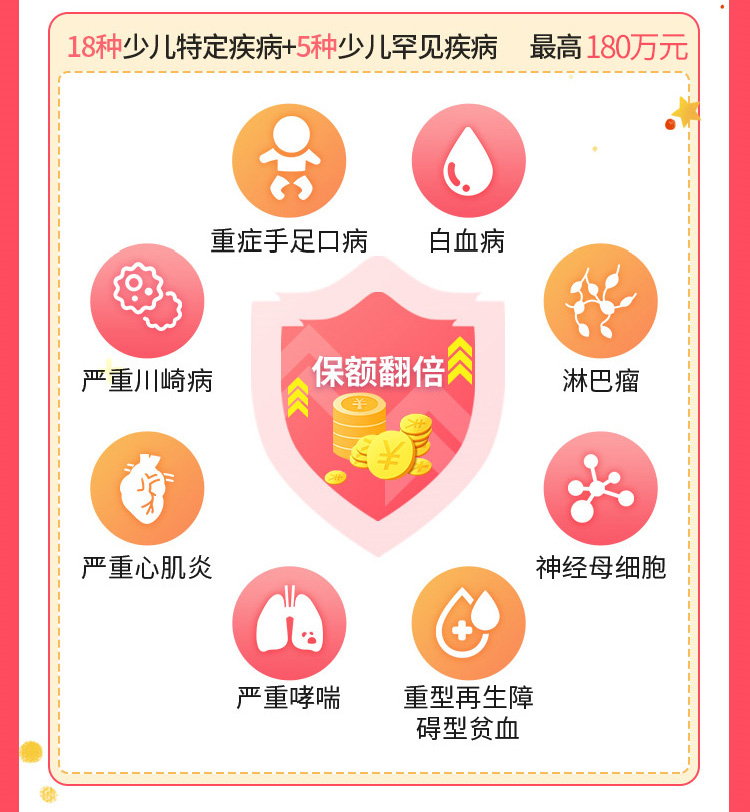 18种少儿特定疾病+5种少儿罕见疾病 最高180万元
重症手足口病
白血病
严重川崎病
保额翻倍
淋巴瘤
严重心肌炎
神经母细胞
严重哮喘
重型再生障
碍型贫血